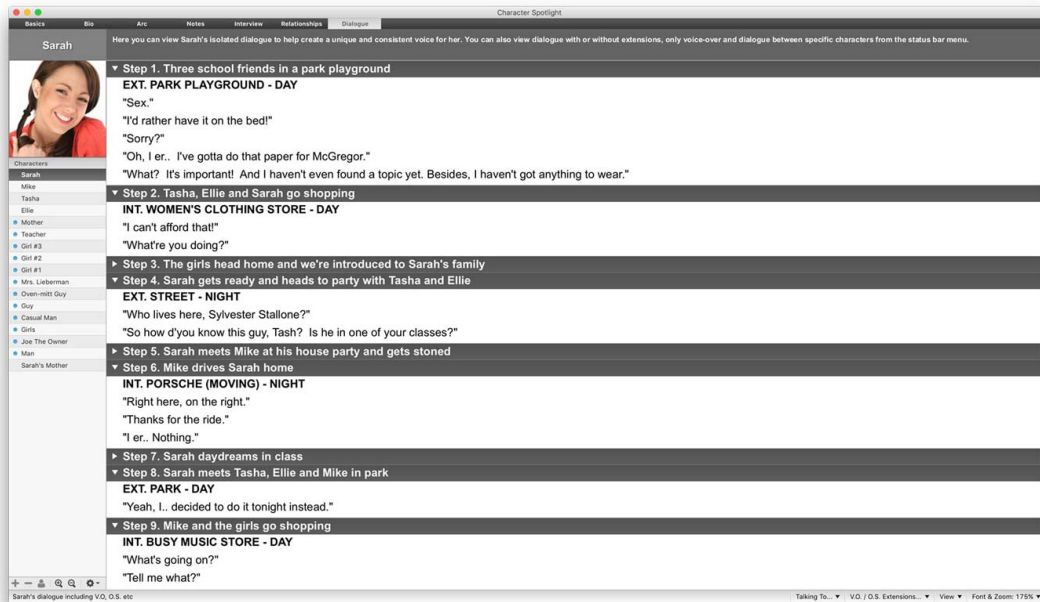 Character Spotlight
Basics Bio Arc Notes Interview Relationships Dialogue
Sarah
Here you can view Sarah's isolated dialogue to help create a unique and consistent voice for her. You can also view dialogue with or without extensions, only voice-over and dialogue between specific characters from the status bar menu.
Characters
Sarah
Mike
Tasha
Ellie
Mother
Teacher
Girl #3
Girl #2
Girl #1
Mrs. Lieberman
Oven-mitt Guy
Guy
Casual Man
Girls
Joe The Owner
Man
Sarah's Mother
Step 1. Three school friends in a park playground
EXT. PARK PLAYGROUND - DAY
"Sex."
"I'd rather have it on the bed!"
"Sorry?"
"Oh, I er..  I've gotta do that paper for McGregor."
"What?  It's important!  And I haven't even found a topic yet. Besides, I haven't got anything to wear."
Step 2. Tasha, Ellie and Sarah go shopping
INT. WOMEN'S CLOTHING STORE - DAY
"I can't afford that!"
"What're you doing?"
Step 3. The girls head home and we're introduced to Sarah's family
Step 4. Sarah gets ready and heads to party with Tasha and Ellie
EXT. STREET - NIGHT
"Who lives here, Sylvester Stallone?"
"So how d'you know this guy, Tash?  Is he in one of your classes?"
Step 5. Sarah meets Mike at his house party and gets stoned
Step 6. Mike drives Sarah home
INT. PORSCHE (MOVING) - NIGHT
"Right here, on the right."
"Thanks for the ride."
"I er.. Nothing."
Step 7. Sarah daydreams in class
Step 8. Sarah meets Tasha, Ellie and Mike in park
EXT. PARK - DAY
"Yeah, I.. decided to do it tonight instead."
Step 9. Mike and the girls go shopping
INT. BUSY MUSIC STORE - DAY
"What's going on?"
"Tell me what?"
Sarah's dialogue including V.O, O.S. etc
Talking To... V.O. / O.S. Extensions... View Font & Zoom: 175%